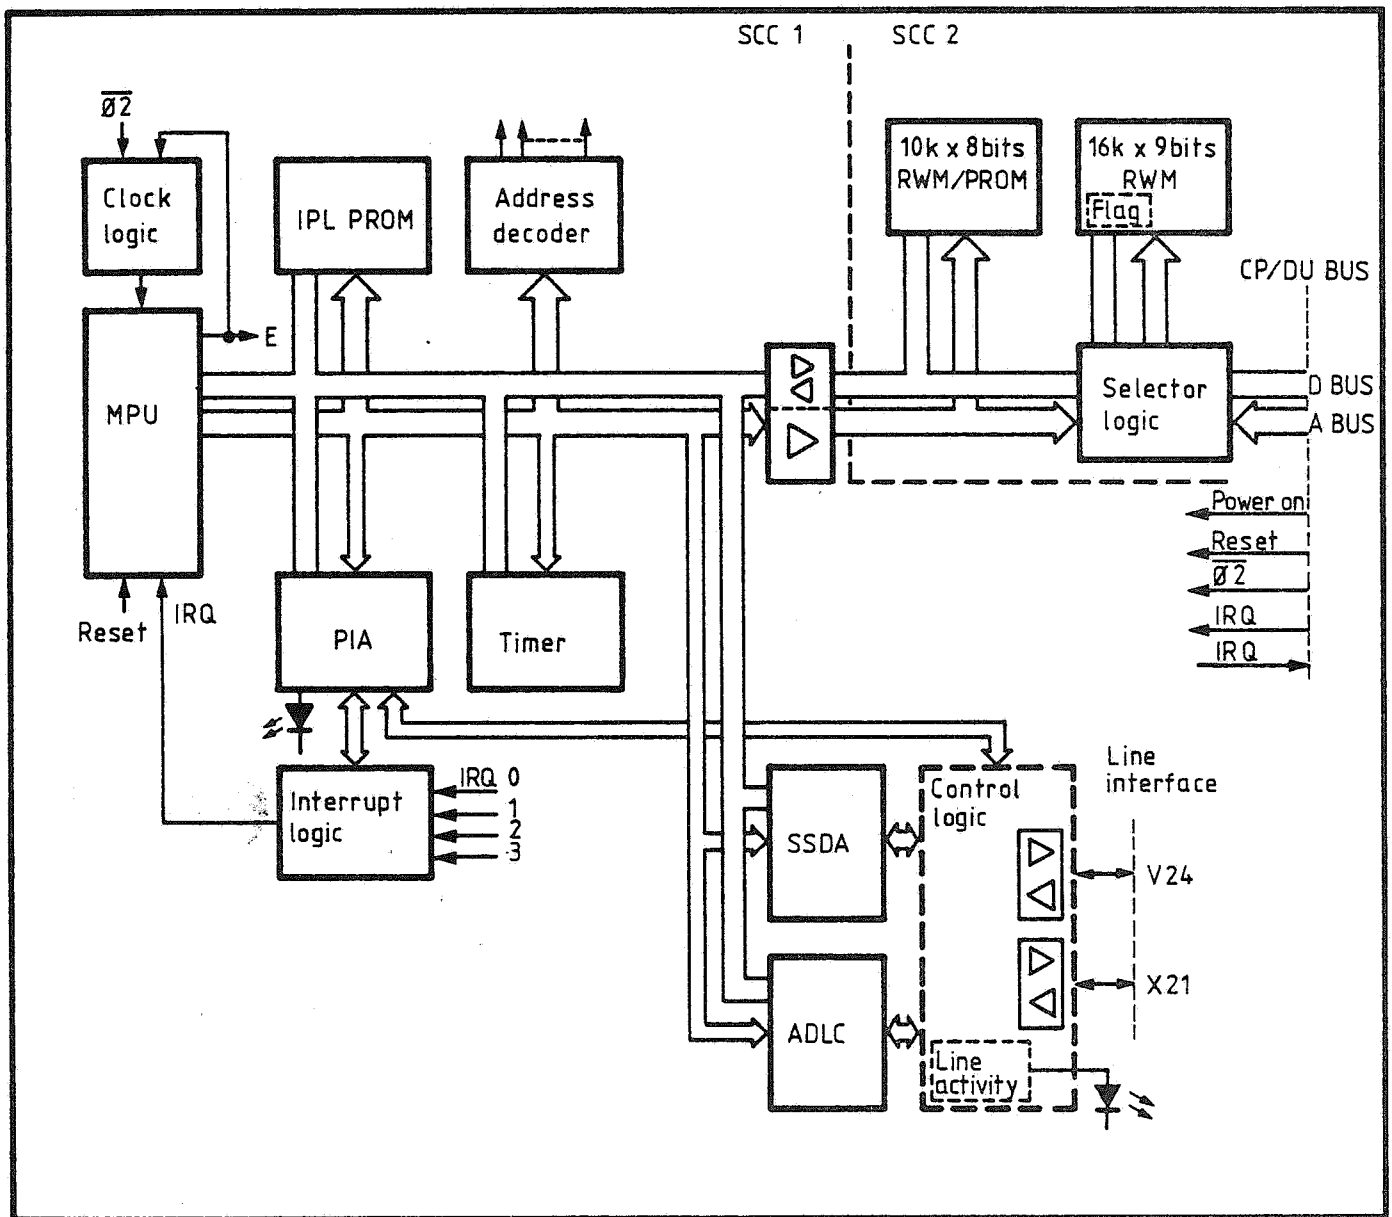 SCC 1
SCC 2
Ø2
Clock
logic
IPL PROM
Address
decoder
10k x 8bits
RWM/PROM
16k x 9bits
RWM
Flag
CP/DU BUS
E
MPU
Selector
logic
D BUS
A BUS
Power on
Reset
Ø2
IRQ
IRQ
Reset
IRQ
PIA
Timer
Interrupt
logic
IRQ 0
1
2
3
SSDA
Control
logic
Line
interface
V24
X21
ADLC
Line
activity